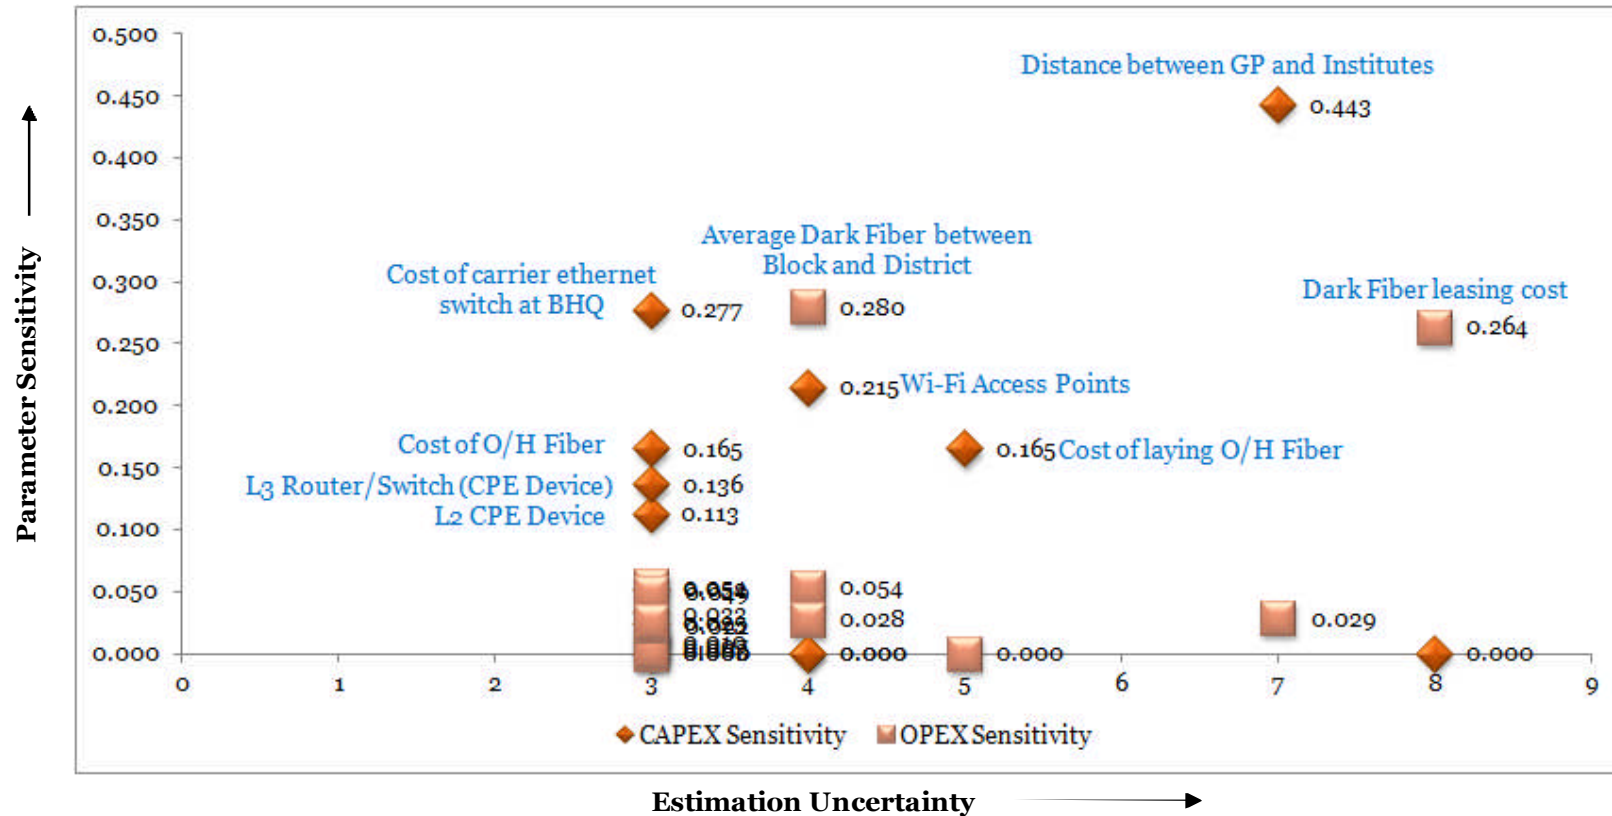 0.500
Distance between GP and Institutes
0.450
0.443
0.400
0.350
Average Dark Fiber between
Block and District
Cost of carrier ethernet
switch at BHQ
0.300
0.277
0.280
Dark Fiber leasing cost
0.264
0.250
0.215 Wi-Fi Access Points
0.200
Cost of O/H Fiber
0.165
0.165 Cost of laying O/H Fiber
0.150
L3 Router/Switch (CPE Device)
0.136
L2 CPE Device
0.113
0.100
0.050
0.054
0.028
0.029
0.000
0.000
0.000
0.000
0 1 2 3 4 5 6 7 8 9
CAPEX Sensitivity
OPEX Sensitivity
Parameter Sensitivity
Estimation Uncertainty